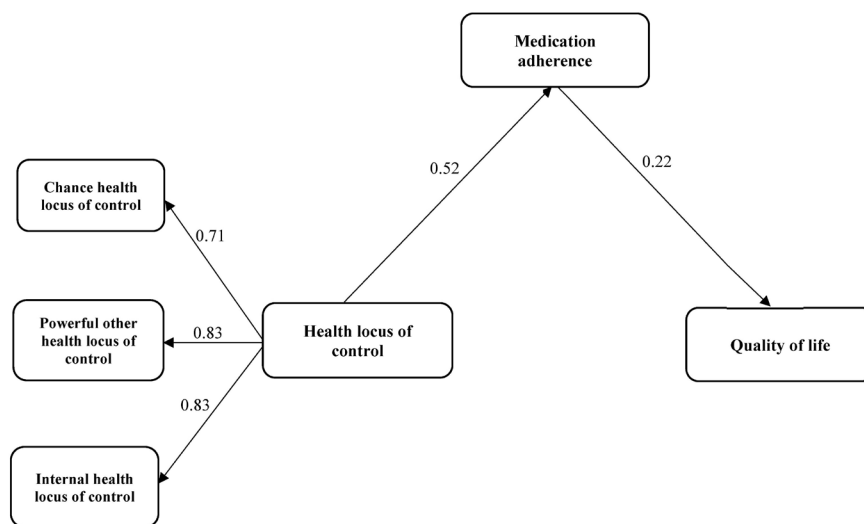 Medication
adherence
0.52
0.22
Chance health
locus of control
0.71
Powerful other
health locus of
control
0.83
Health locus of
control
Quality of life
0.83
Internal health
locus of control